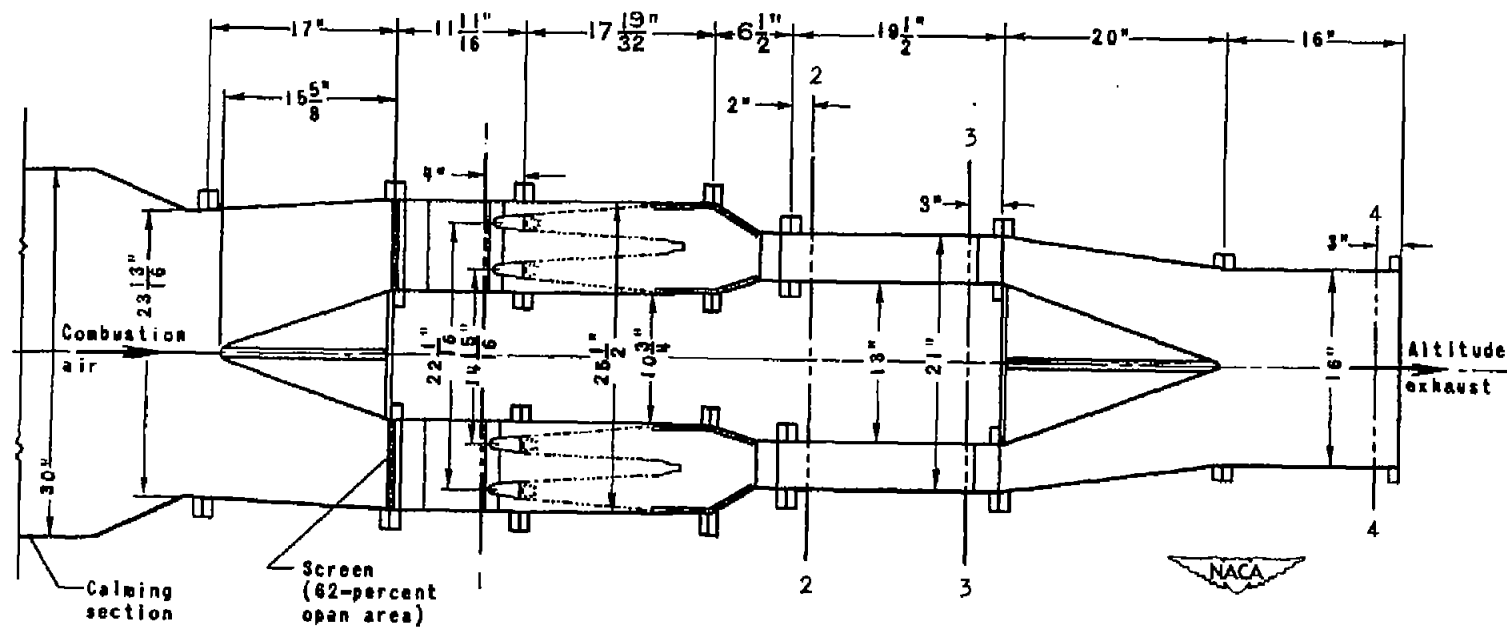 17"
11 11/16"
17 19/32"
6 1/2"
19 1/2"
20"
16"
15 5/8"
2"
2
3
4"
3"
4
3"
23 13/16"
30"
Combustion
air
22 1/16"
14 15/16"
25 1/2"
10 3/4"
13"
21"
16"
Altitude
exhaust
Calming
section
Screen
(62-percent
open area)
1
2
3
4
NACA